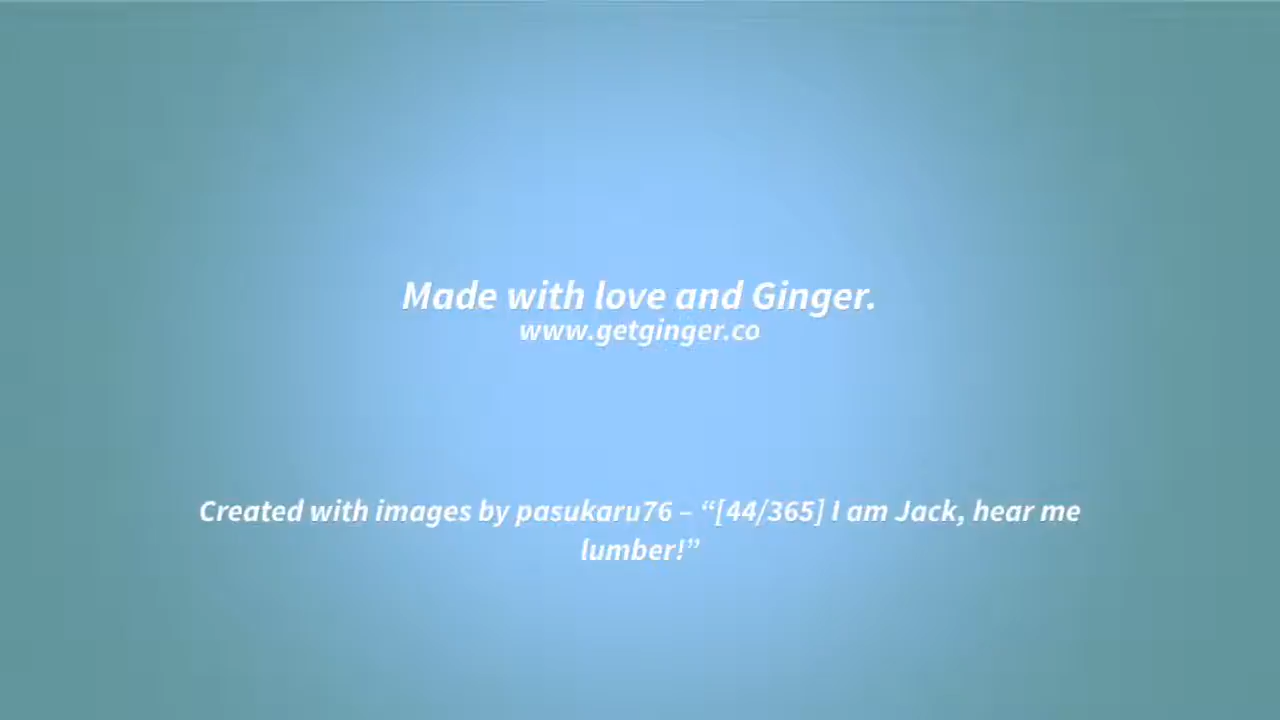 Made with love and Ginger.
www.getginger.co
Created with images by pasukaru76 – “[44/365] I am Jack, hear me
lumber!”